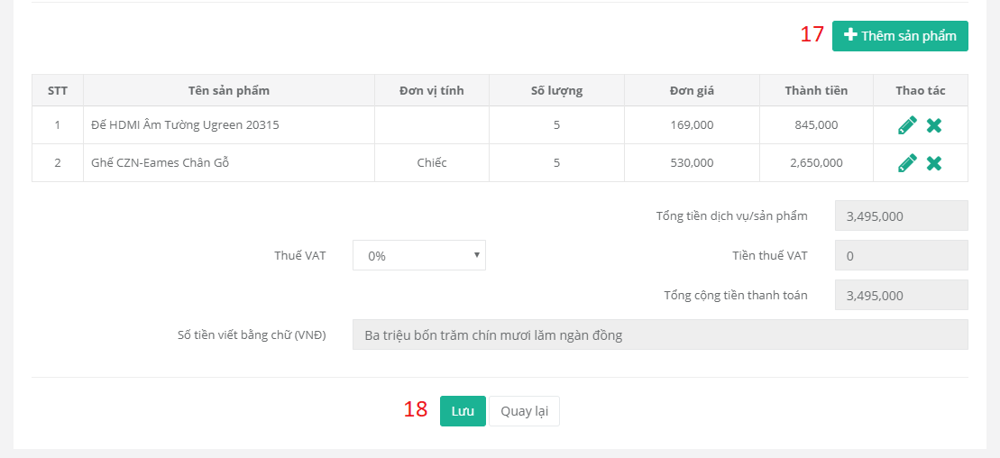 17 Thêm sản phẩm
STT Tên sản phẩm Đơn vị tính Số lượng Đơn giá Thành tiền Thao tác
1 Đế HDMI Âm Tường Ugreen 20315 5 169,000 845,000
2 Ghế CZN-Eames Chân Gỗ Chiếc 5 530,000 2,650,000
Tổng tiền dịch vụ/sản phẩm 3,495,000
Thuế VAT 0% Tiền thuế VAT 0
Tổng cộng tiền thanh toán 3,495,000
Số tiền viết bằng chữ (VNĐ) Ba triệu bốn trăm chín mươi lăm ngàn đồng
18 Lưu Quay lại